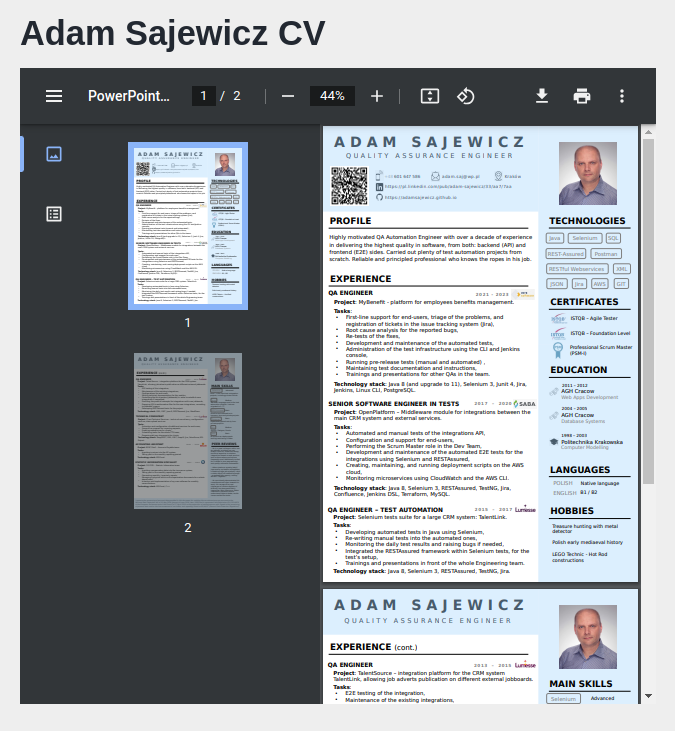 Adam Sajewicz CV
PowerPoint...
1 / 2
44%
1
2
ADAM SAJEWICZ
QUALITY ASSURANCE ENGINEER
Kraków
https://adamsajewicz.github.io
PROFILE
Highly motivated QA Automation Engineer with over a decade of experience
in delivering the highest quality in software, from both: backend (API) and
frontend (E2E) sides. Carried out plenty of test automation projects from
scratch. Reliable and principled professional who knows the ropes in his job.
EXPERIENCE
QA ENGINEER 2021 - 2023
Project: MyBenefit - platform for employees benefits management.
Tasks:
• First-line support for end-users, triage of the problems, and
registration of tickets in the issue tracking system (Jira),
• Root cause analysis for the reported bugs,
• Re-tests of the fixes,
• Development and maintenance of the automated tests,
• Administration of the test infrastructure using the CLI and Jenkins
console,
• Running pre-release tests (manual and automated) ,
• Maintaining test documentation and instructions,
• Trainings and presentations for other QAs in the team.
Technology stack: Java 8 (and upgrade to 11), Selenium 3, Junit 4, Jira,
Jenkins, Linux CLI, PostgreSQL.
SENIOR SOFTWARE ENGINEER IN TESTS 2017 - 2020 SABA
Project: OpenPlatform – Middleware module for integrations between the
main CRM system and external services.
Tasks:
• Automated and manual tests of the integrations API,
• Configuration and support for end-users,
• Performing the Scrum Master role in the Dev Team,
• Development and maintenance of the automated E2E tests for the
integrations using Selenium and RESTAssured,
• Creating, maintaining, and running deployment scripts on the AWS
cloud,
• Monitoring microservices using CloudWatch and the AWS CLI.
Technology stack: Java 8, Selenium 3, RESTAssured, TestNG, Jira,
Confluence, Jenkins DSL, Terraform, MySQL.
QA ENGINEER – TEST AUTOMATION 2015 - 2017 Lumesse
Project: Selenium tests suite for a large CRM system: TalentLink.
Tasks:
• Developing automated tests in Java using Selenium,
• Re-writing manual tests into the automated ones,
• Monitoring the daily test results and raising bugs if needed,
• Integrated the RESTAssured framework within Selenium tests, for the
test's setup,
• Trainings and presentations in front of the whole Engineering team.
Technology stack: Java 8, Selenium 3, RESTAssured, TestNG, Jira.
TECHNOLOGIES
Java Selenium SQL
REST-Assured Postman
RESTful Webservices XML
JSON Jira AWS GIT
CERTIFICATES
ISTQB – Agile Tester
ISTQB – Foundation Level
Professional Scrum Master
(PSM-I)
EDUCATION
2011 - 2012
AGH Cracow
Web Apps Development
2004 - 2005
AGH Cracow
Database Systems
1998 - 2003
Politechnika Krakowska
Computer Modelling
LANGUAGES
POLISH Native language
ENGLISH B1 / B2
HOBBIES
Treasure hunting with metal
detector
Polish early mediaeval history
LEGO Technic - Hot Rod
constructions
ADAM SAJEWICZ
QUALITY ASSURANCE ENGINEER
EXPERIENCE (cont.)
QA ENGINEER 2013 - 2015 Lumesse
Project: TalentSource – integration platform for the CRM system
TalentLink, allowing job adverts publication on different external jobboards.
Tasks:
• E2E testing of the integration,
• Maintenance of the existing integrations,
MAIN SKILLS
Selenium Advanced